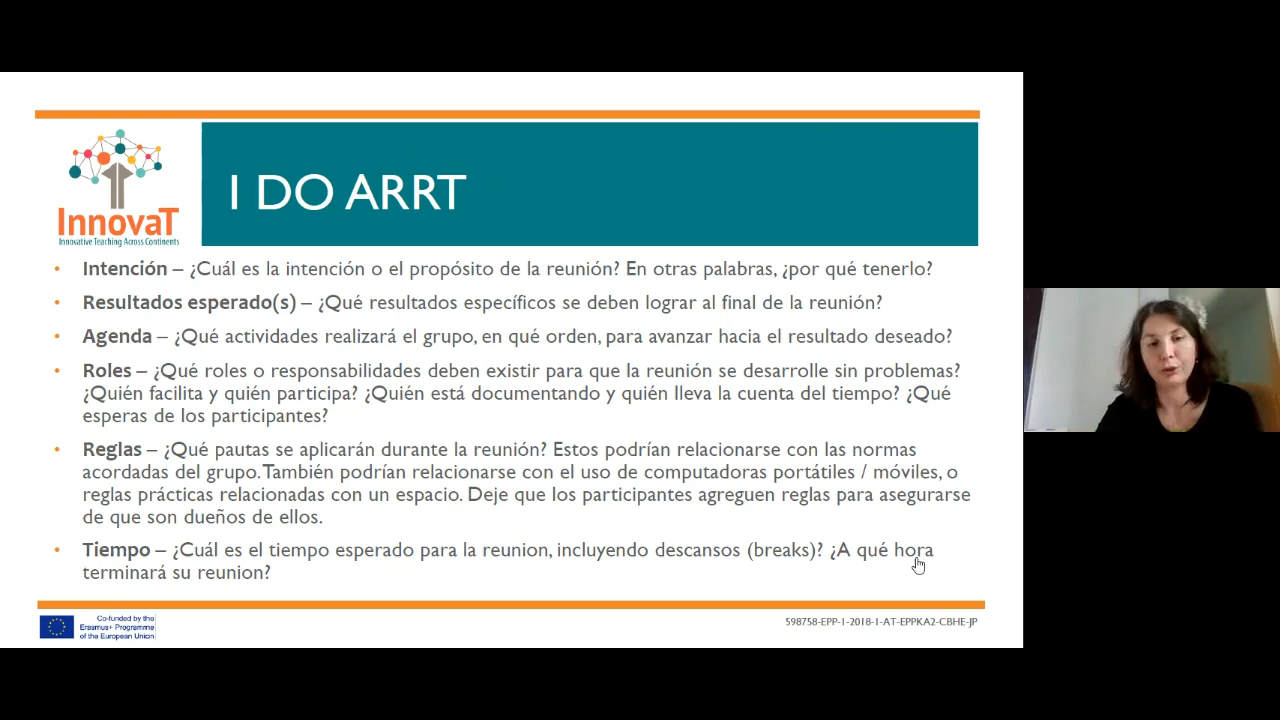 InnovaT
Innovative Teaching Across Continents
I DO ARRT
• Intención – ¿Cuál es la intención o el propósito de la reunión? En otras palabras, ¿por qué tenerlo?
• Resultados esperado(s) – ¿Qué resultados específicos se deben lograr al final de la reunión?
• Agenda – ¿Qué actividades realizará el grupo, en qué orden, para avanzar hacia el resultado deseado?
• Roles – ¿Qué roles o responsabilidades deben existir para que la reunión se desarrolle sin problemas?
¿Quién facilita y quién participa? ¿Quién está documentando y quién lleva la cuenta del tiempo? ¿Qué
esperas de los participantes?
• Reglas – ¿Qué pautas se aplicarán durante la reunión? Estos podrían relacionarse con las normas
acordadas del grupo. También podrían relacionarse con el uso de computadoras portátiles / móviles, o
reglas prácticas relacionadas con un espacio. Deje que los participantes agreguen reglas para asegurarse
de que son dueños de ellos.
• Tiempo – ¿Cuál es el tiempo esperado para la reunion, incluyendo descansos (breaks)? ¿A qué hora
terminará su reunion?
Co-funded by the
Erasmus+ Programme
of the European Union
598758-EPP-1-2018-1-AT-EPPKA2-CBHE-JP